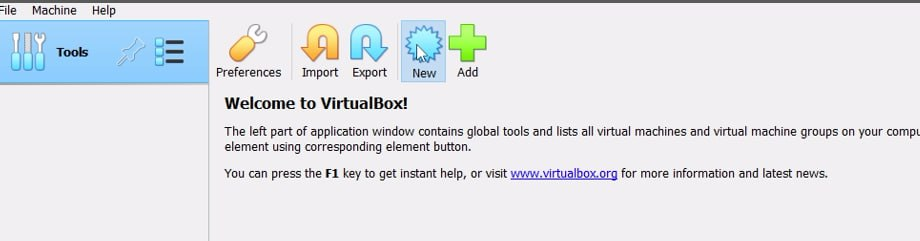 File Machine Help
Tools
Preferences Import Export New Add
Welcome to VirtualBox!
The left part of application window contains global tools and lists all virtual machines and virtual machine groups on your
element using corresponding element button.
You can press the F1 key to get instant help, or visit www.virtualbox.org for more information and latest news.